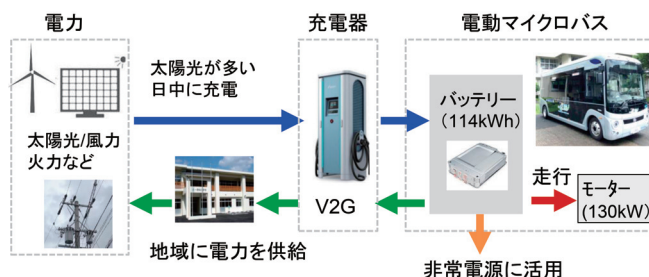 電力
充電器
電動マイクロバス
太陽光が多い
日中に充電
太陽光/風力
火力など
バッテリー
(114kWh)
V2G
走行
モーター
(130kW)
地域に電力を供給
非常電源に活用